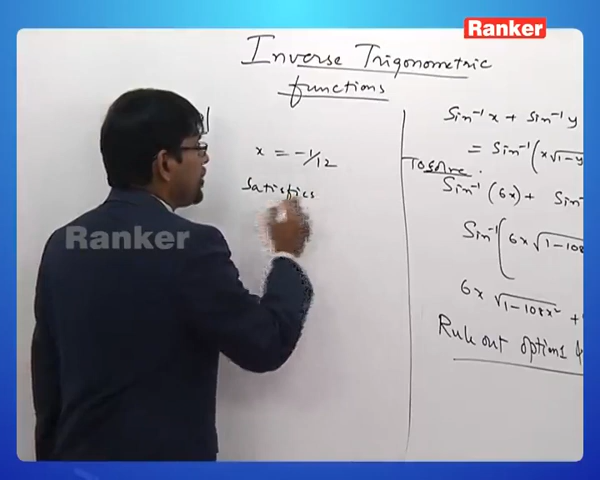 Ranker
Inverse Trigonometric
functions
x = -1/12
Satisfies
Sin⁻¹x + Sin⁻¹y
= Sin⁻¹(x√1-y
To solve.
Sin⁻¹(6x) + Sin⁻
Sin⁻¹(6x√1-108
6x √1-108x² +
Rule out options
Ranker